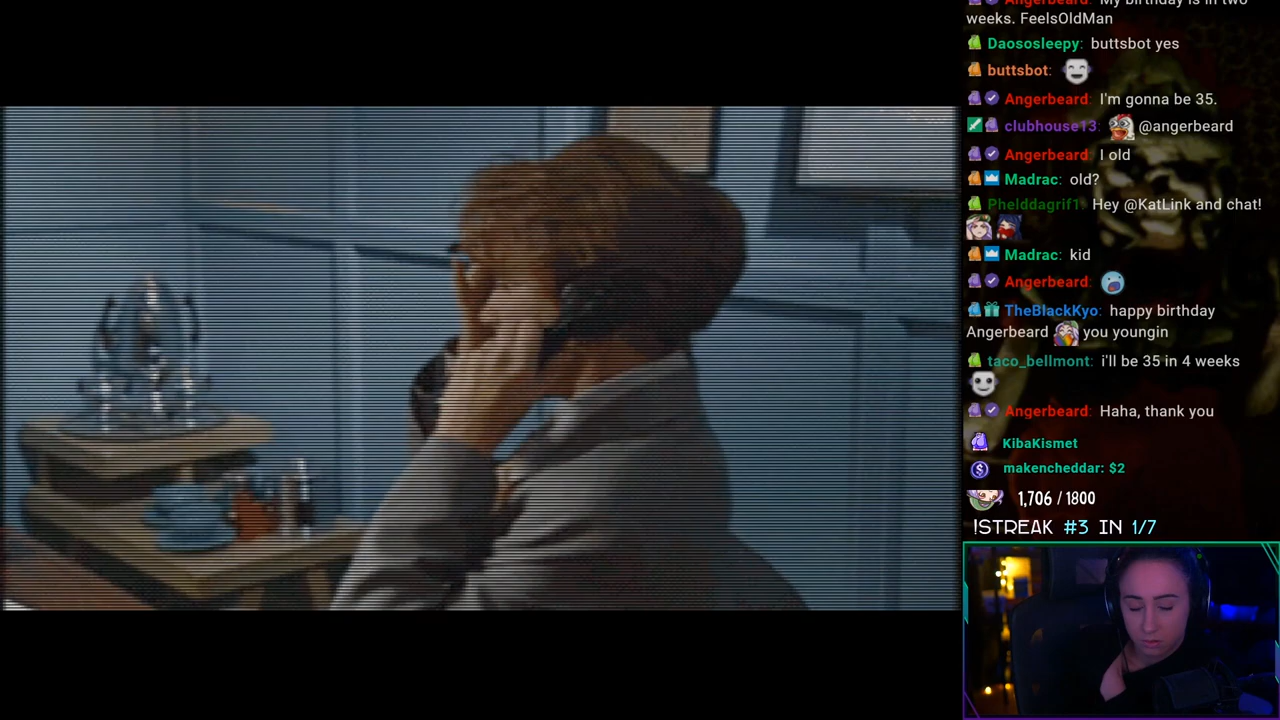 Angerbeard: My birthday is in two
weeks. FeelsOldMan
Daososleepy: buttsbot yes
buttsbot:
Angerbeard: I'm gonna be 35.
clubhouse13: @angerbeard
Angerbeard: I old
Madrac: old?
Phelddagrif1: Hey @KatLink and chat!
Madrac: kid
Angerbeard:
TheBlackKyo: happy birthday
Angerbeard you youngin
taco_bellmont: i'll be 35 in 4 weeks
Angerbeard: Haha, thank you
KibaKismet
makencheddar: $2
1,706 / 1800
!STREAK #3 IN 1/7